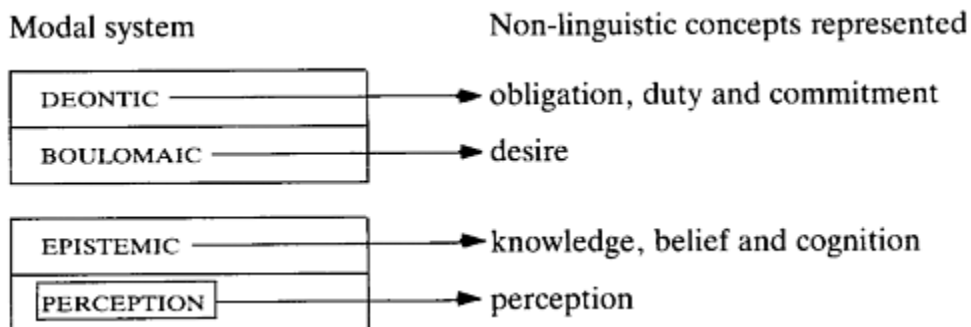 Modal system Non-linguistic concepts represented
DEONTIC obligation, duty and commitment
BOULOMAIC desire
EPISTEMIC knowledge, belief and cognition
PERCEPTION perception